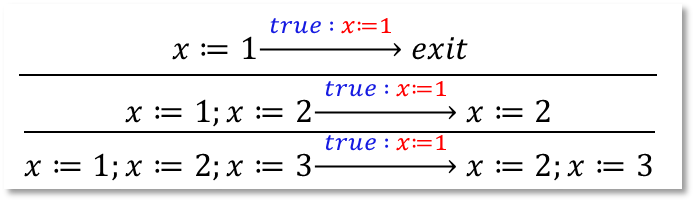 true : x≔1
x ≔ 1 ⟶ exit
true : x≔1
x ≔ 1; x ≔ 2 ⟶ x ≔ 2
true : x≔1
x ≔ 1; x ≔ 2; x ≔ 3 ⟶ x ≔ 2; x ≔ 3